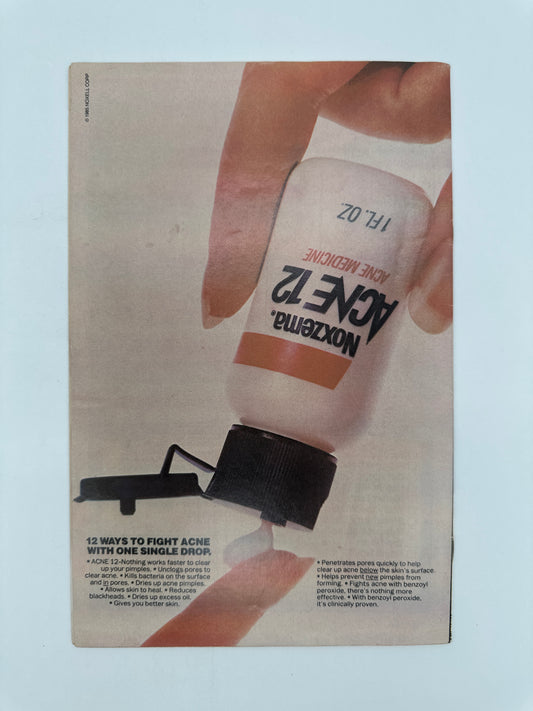 © 1985 NOXELL CORP.
1 FL. OZ.
ACNE MEDICINE
ACNE 12
Noxzema.
12 WAYS TO FIGHT ACNE
WITH ONE SINGLE DROP.
• ACNE 12–Nothing works faster to clear
up your pimples. • Unclogs pores to
clear acne. • Kills bacteria on the surface
and in pores. • Dries up acne pimples.
• Allows skin to heal. • Reduces
blackheads. • Dries up excess oil.
• Gives you better skin.
• Penetrates pores quickly to help
clear up acne below the skin's surface.
• Helps prevent new pimples from
forming. • Fights acne with benzoyl
peroxide, there's nothing more
effective. • With benzoyl peroxide,
it's clinically proven.